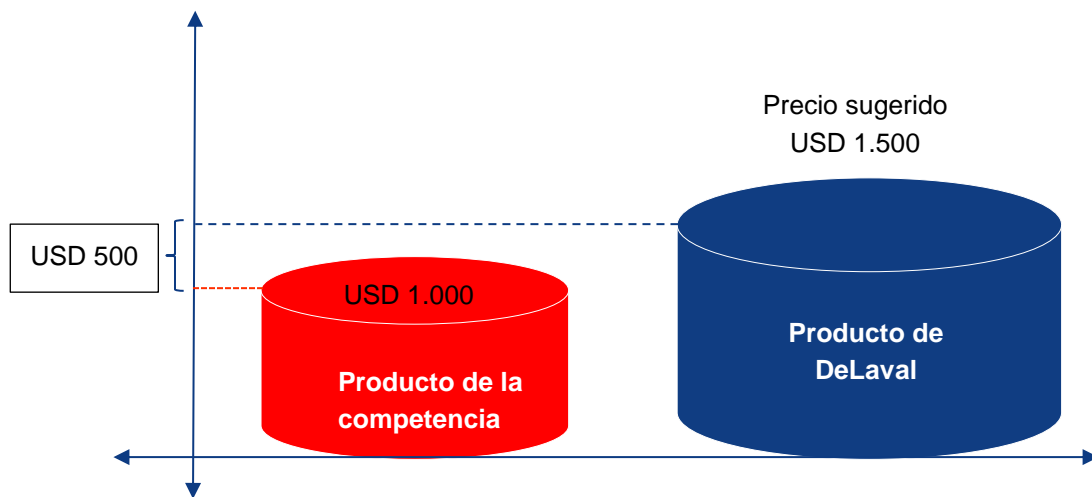 Precio sugerido
USD 1.500
USD 500
USD 1.000
Producto de la
competencia
Producto de
DeLaval